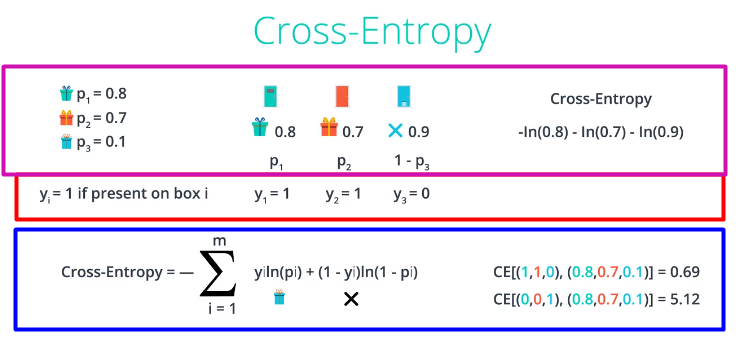 Cross-Entropy
p1 = 0.8
p2 = 0.7
p3 = 0.1
0.8 0.7 0.9
p1 p2 1 - p3
Cross-Entropy
-ln(0.8) - ln(0.7) - ln(0.9)
yi = 1 if present on box i y1 = 1 y2 = 1 y3 = 0
m
Cross-Entropy = — ∑ yiln(pi) + (1 - yi)ln(1 - pi)
i = 1
CE[(1,1,0), (0.8,0.7,0.1)] = 0.69
CE[(0,0,1), (0.8,0.7,0.1)] = 5.12